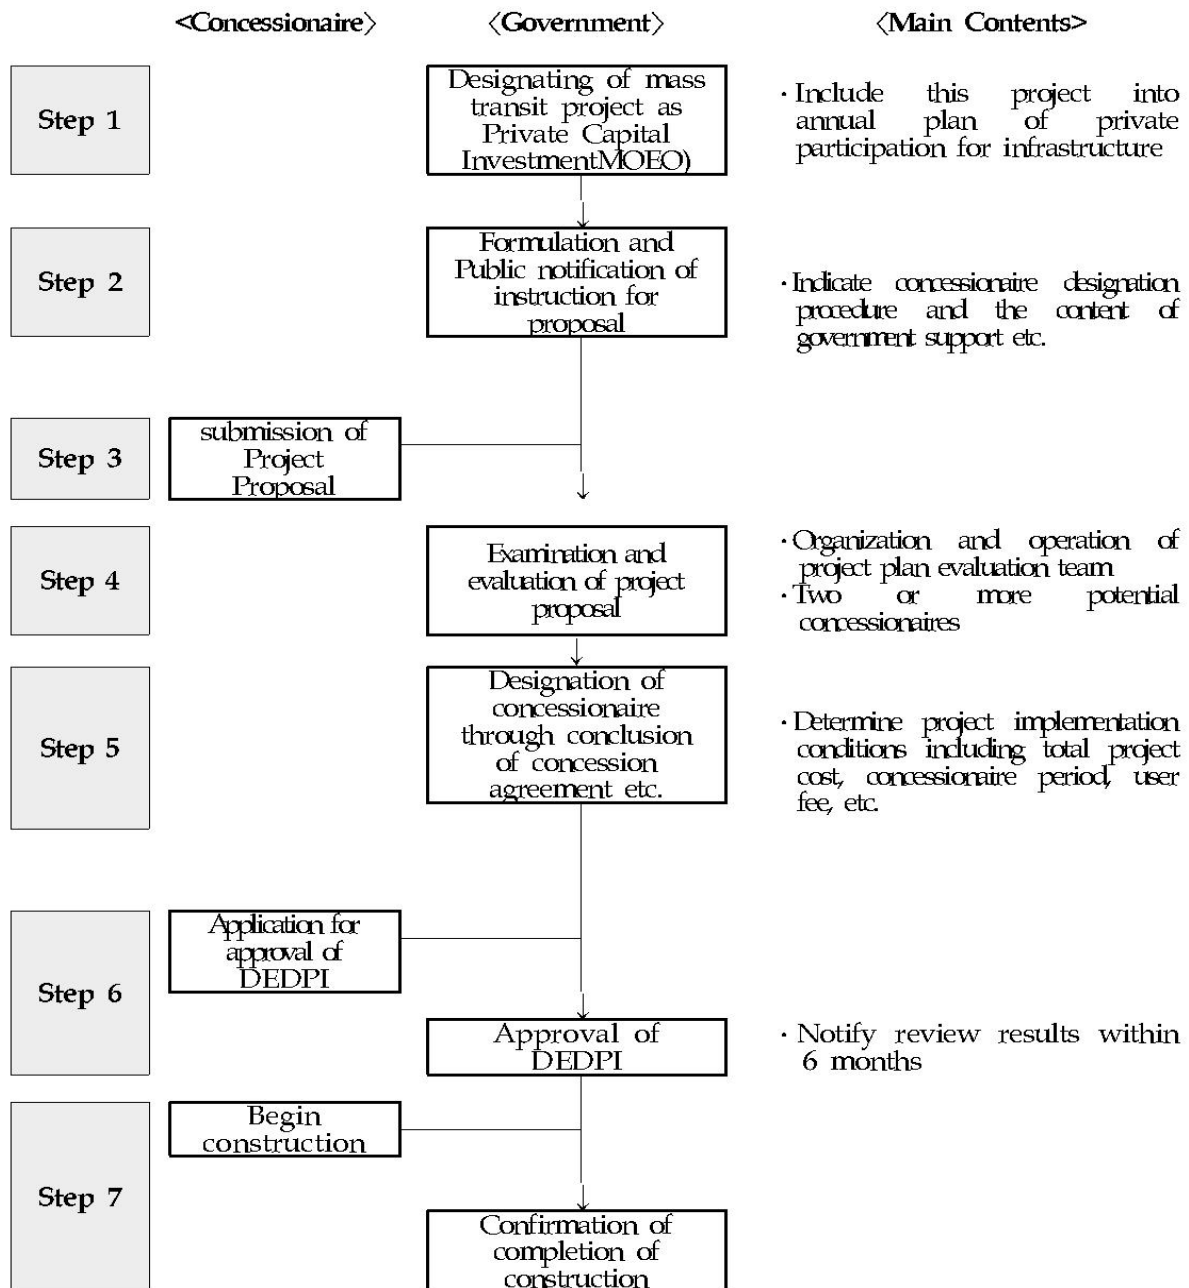 <Concessionaire〉 〈Government〉 〈Main Contents>
Step 1
Designating of mass
transit project as
Private Capital
InvestmentMOEO)
· Include this project into
annual plan of private
participation for infrastructure
Step 2
Formulation and
Public notification of
instruction for
proposal
· Indicate concessionaire designation
procedure and the content of
government support etc.
Step 3
submission of
Project
Proposal
Step 4
Examination and
evaluation of project
proposal
· Organization and operation of
project plan evaluation team
· Two or more potential
concessionaires
Step 5
Designation of
concessionaire
through conclusion
of concession
agreement etc.
· Determine project implementation
conditions including total project
cost, concessionaire period, user
fee, etc.
Step 6
Application for
approval of
DEDPI
Approval of
DEDPI
· Notify review results within
6 months
Step 7
Begin
construction
Confirmation of
completion of
construction